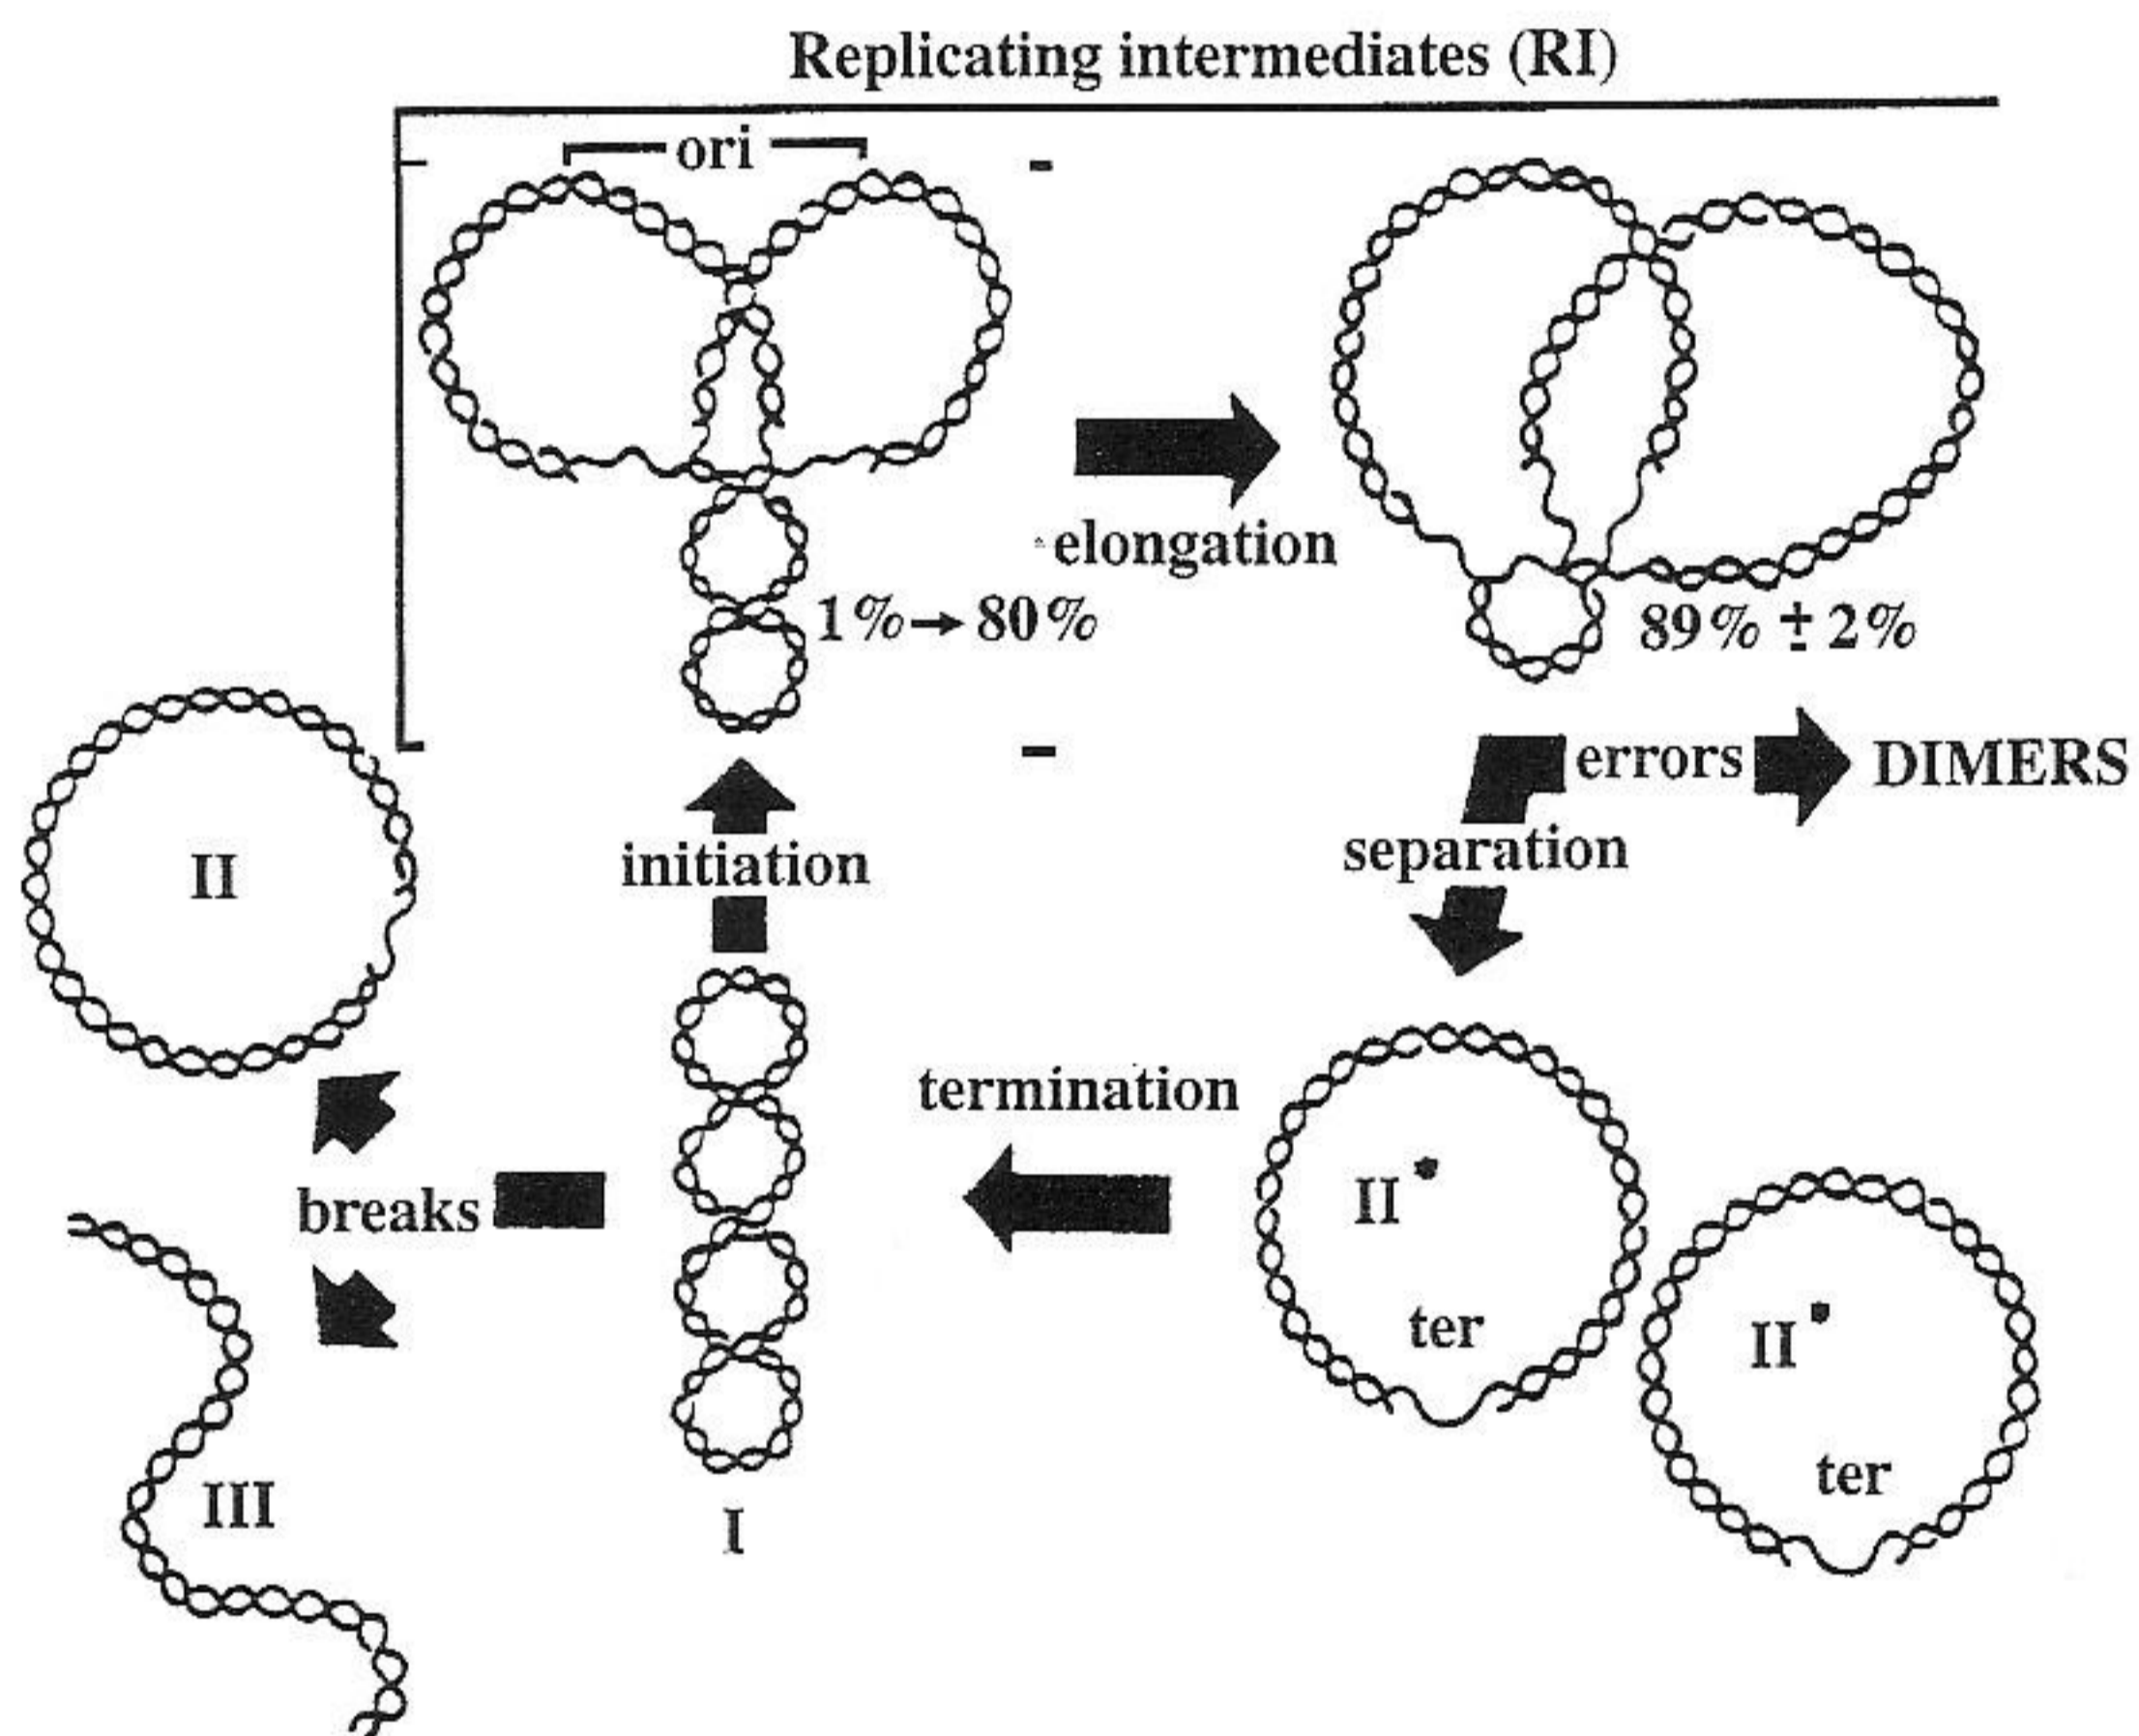 Replicating intermediates (RI)
ori
elongation
1%→80%
89% ± 2%
errors
DIMERS
separation
initiation
II
termination
II*
ter
II*
ter
breaks
III
I